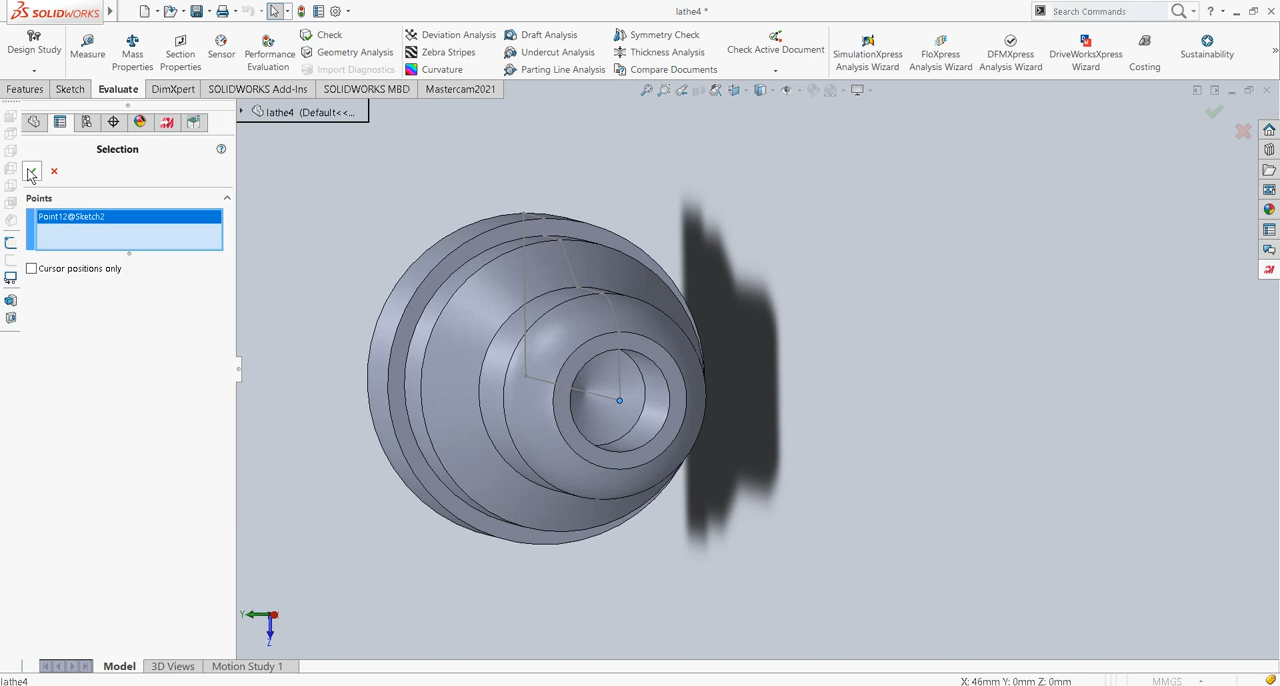 SOLIDWORKS
lathe4 *
Search Commands
?
Design Study
Measure
Mass Properties
Section Properties
Sensor
Performance Evaluation
Check
Geometry Analysis
Import Diagnostics
Deviation Analysis
Zebra Stripes
Curvature
Draft Analysis
Undercut Analysis
Parting Line Analysis
Symmetry Check
Thickness Analysis
Compare Documents
Check Active Document
SimulationXpress Analysis Wizard
FloXpress Analysis Wizard
DFMXpress Analysis Wizard
DriveWorksXpress Wizard
Costing
Sustainability
»
Features Sketch Evaluate DimXpert SOLIDWORKS Add-Ins SOLIDWORKS MBD Mastercam2021
lathe4 (Default<<...
Selection
?
Points
Point12@Sketch2
Cursor positions only
Y
Z
Model 3D Views Motion Study 1
lathe4 X: 46mm Y: 0mm Z: 0mm MMGS